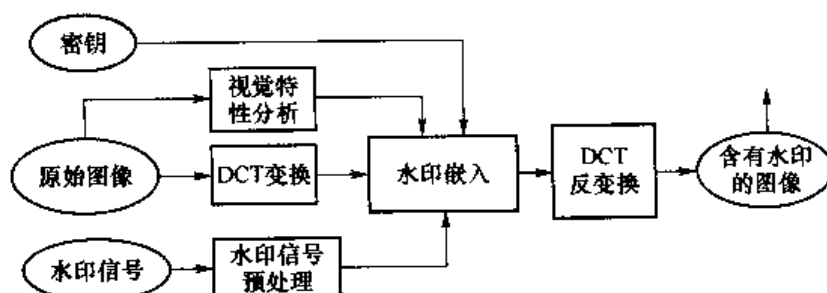 密钥
视觉特
性分析
原始图像
DCT变换
水印嵌入
DCT
反变换
含有水印
的图像
水印信号
水印信号
预处理